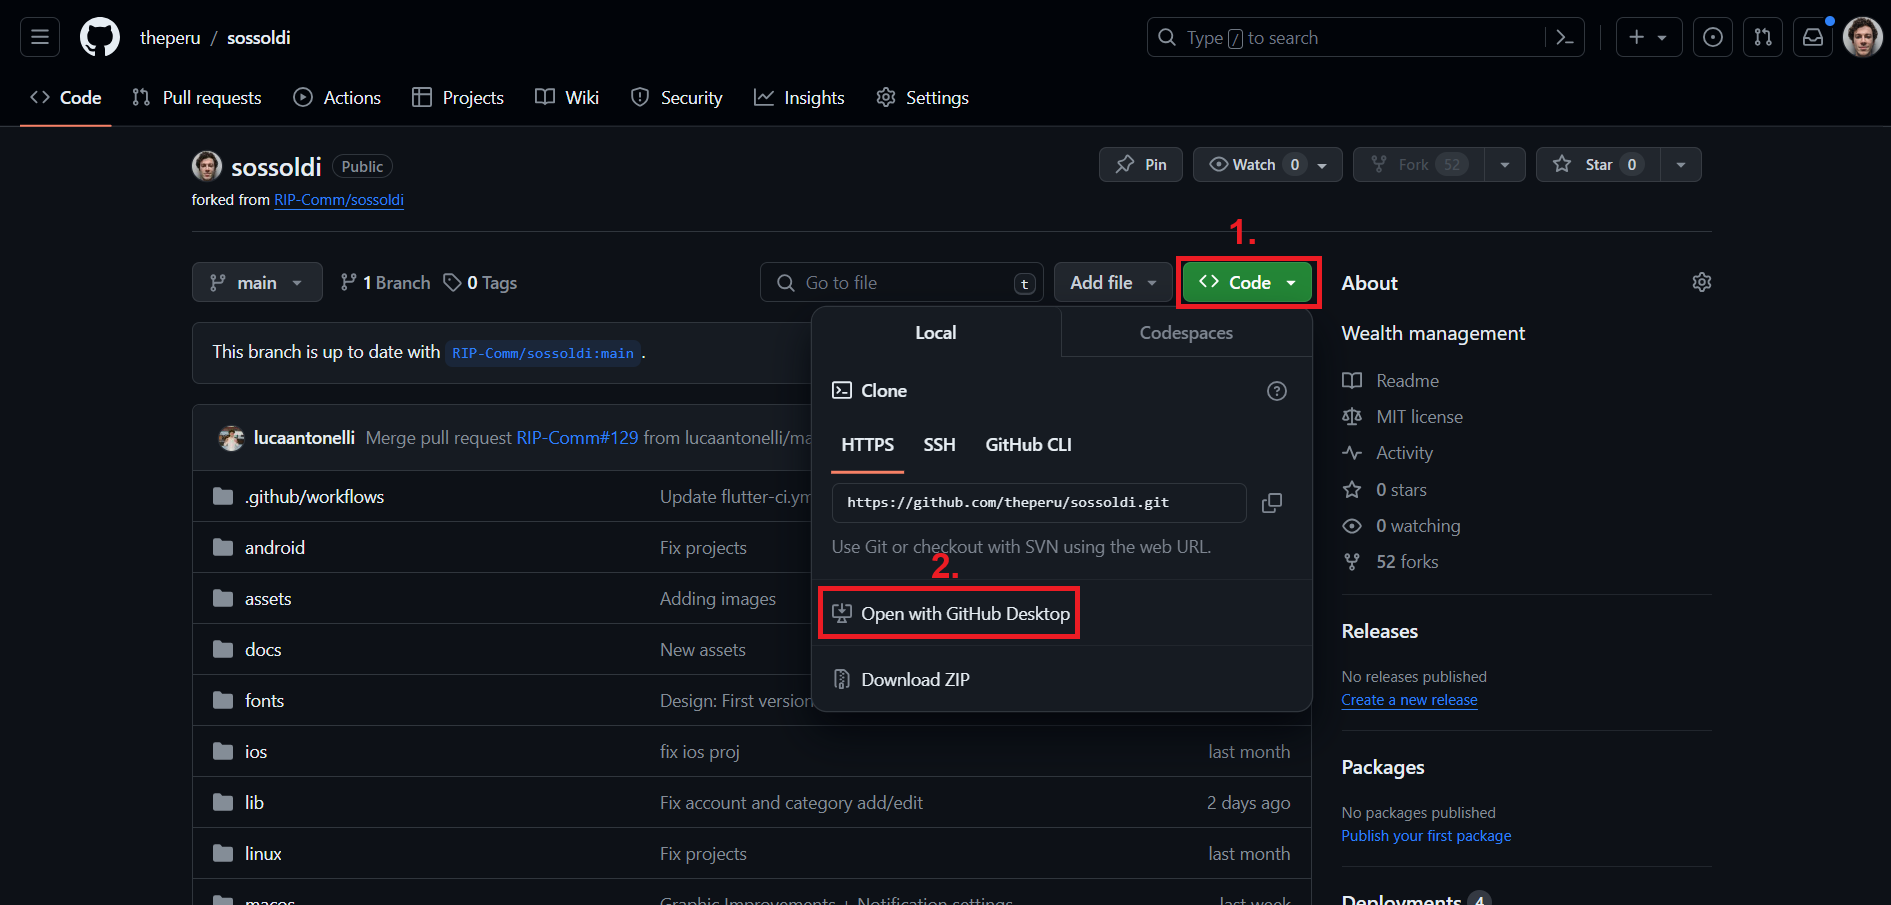 theperu / sossoldi
Type / to search
Code
Pull requests
Actions
Projects
Wiki
Security
Insights
Settings
sossoldi Public
Pin
Watch 0
Fork 52
Star 0
forked from RIP-Comm/sossoldi
1.
main
1 Branch
0 Tags
Go to file t
Add file
Code
About
Local
Codespaces
Wealth management
This branch is up to date with RIP-Comm/sossoldi:main .
Clone
Readme
MIT license
lucaantonelli Merge pull request RIP-Comm#129 from lucaantonelli/ma
HTTPS
SSH
GitHub CLI
Activity
.github/workflows Update flutter-ci.ym
https://github.com/theperu/sossoldi.git
0 stars
0 watching
android Fix projects
Use Git or checkout with SVN using the web URL.
52 forks
2.
assets Adding images
Open with GitHub Desktop
Releases
docs New assets
No releases published
Download ZIP
Create a new release
fonts Design: First version
ios fix ios proj last month
Packages
lib Fix account and category add/edit 2 days ago
No packages published
Publish your first package
linux Fix projects last month
macos Graphic Improvements + Notification settings last week
Deployments 4